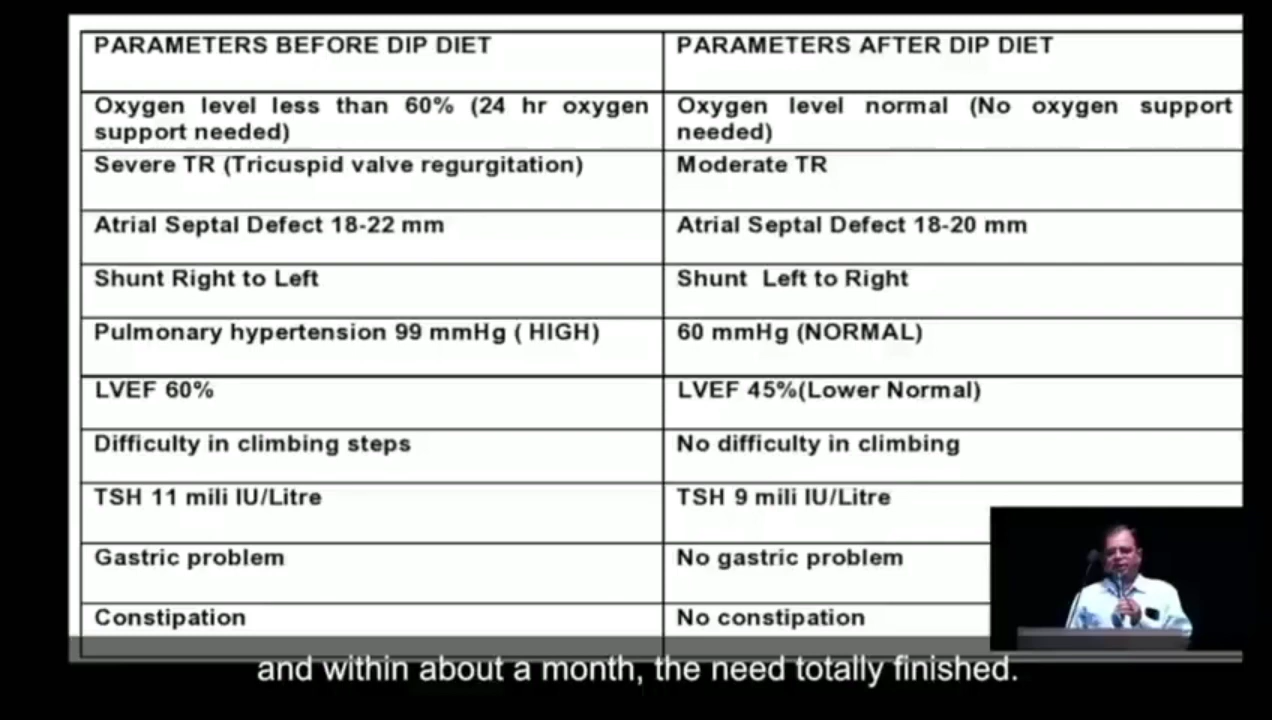 PARAMETERS BEFORE DIP DIET
PARAMETERS AFTER DIP DIET
Oxygen level less than 60% (24 hr oxygen
support needed)
Oxygen level normal (No oxygen support
needed)
Severe TR (Tricuspid valve regurgitation)
Moderate TR
Atrial Septal Defect 18-22 mm
Atrial Septal Defect 18-20 mm
Shunt Right to Left
Shunt Left to Right
Pulmonary hypertension 99 mmHg ( HIGH)
60 mmHg (NORMAL)
LVEF 60%
LVEF 45%(Lower Normal)
Difficulty in climbing steps
No difficulty in climbing
TSH 11 mili IU/Litre
TSH 9 mili IU/Litre
Gastric problem
No gastric problem
Constipation
No constipation
and within about a month, the need totally finished.